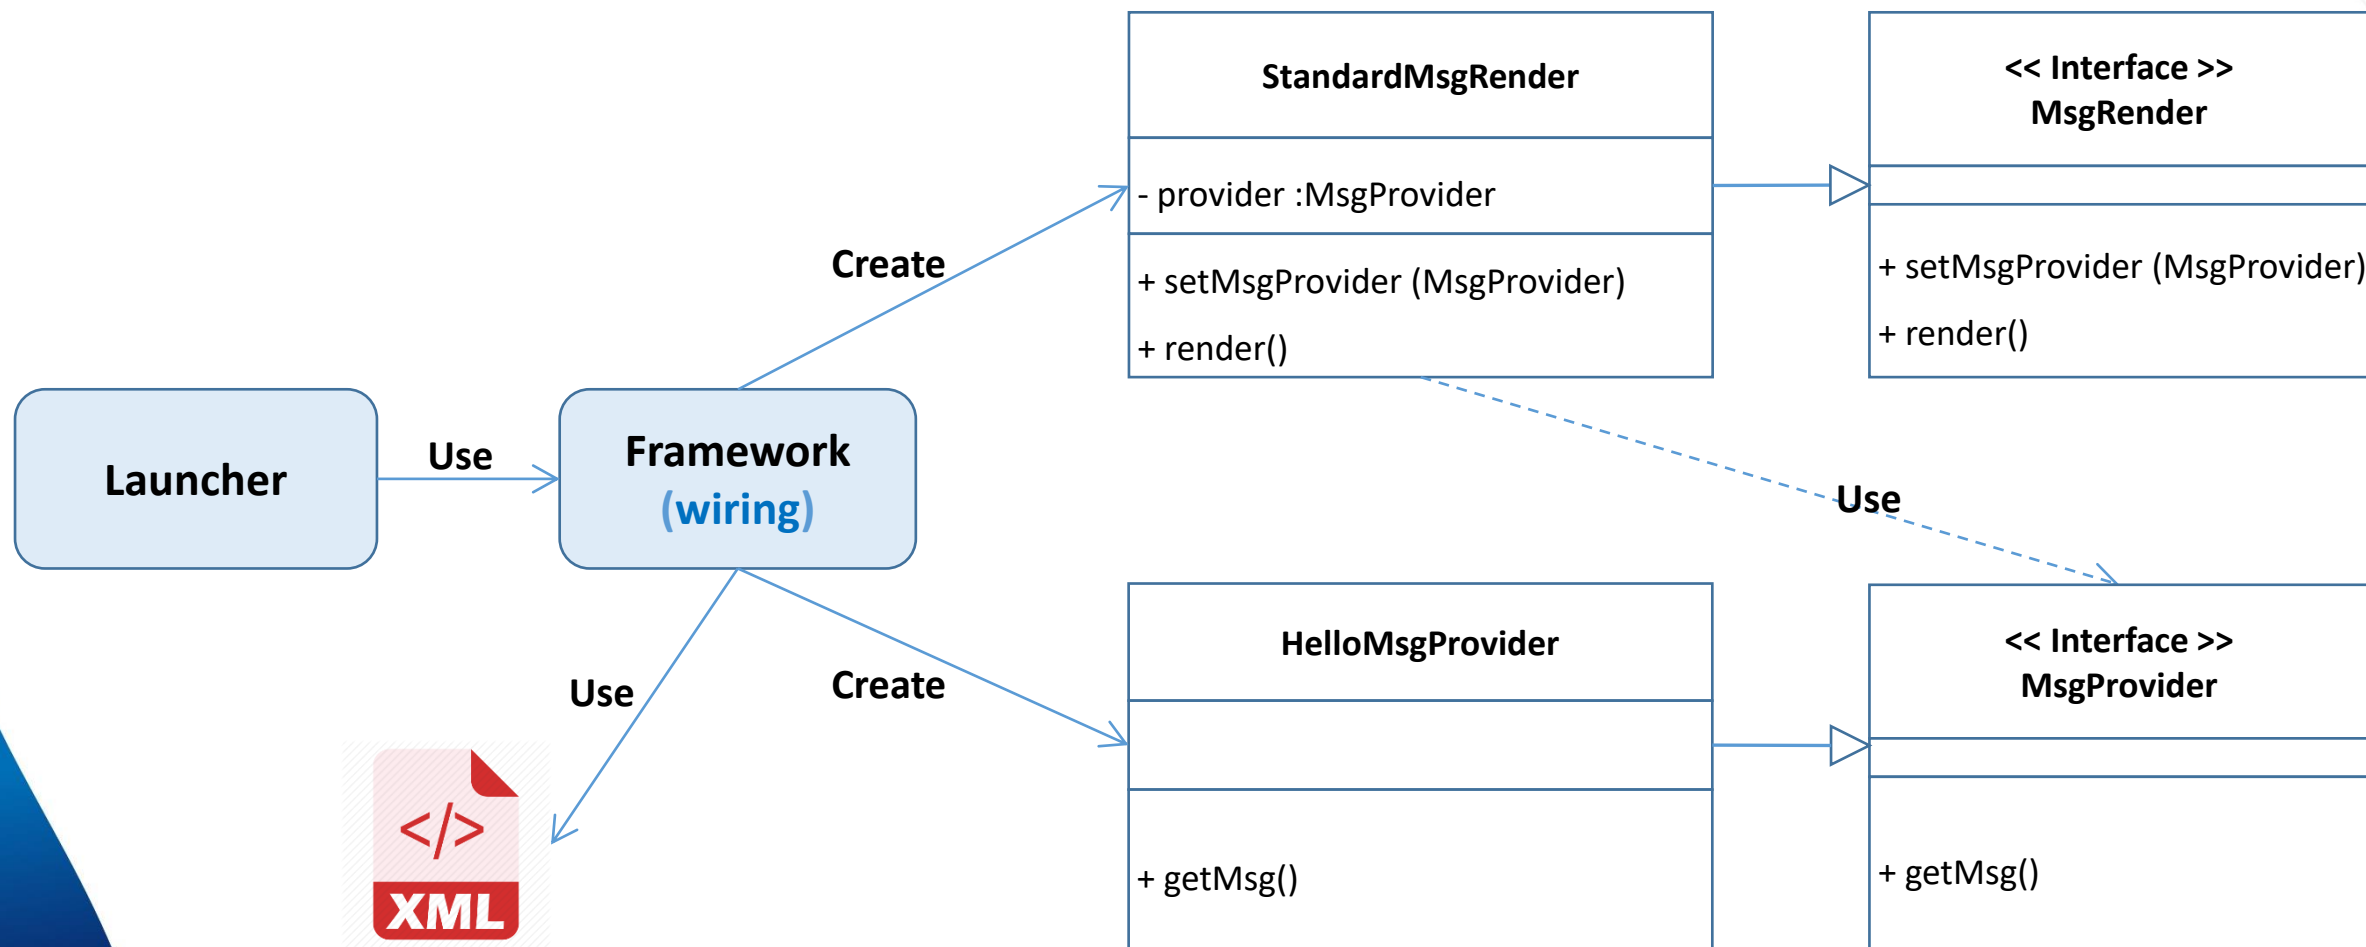 StandardMsgRender
- provider :MsgProvider
+ setMsgProvider (MsgProvider)
+ render()
<< Interface >>
MsgRender
+ setMsgProvider (MsgProvider)
+ render()
Create
Launcher
Use
Framework
(wiring)
Use
Use
Create
HelloMsgProvider
+ getMsg()
<< Interface >>
MsgProvider
+ getMsg()
</>
XML